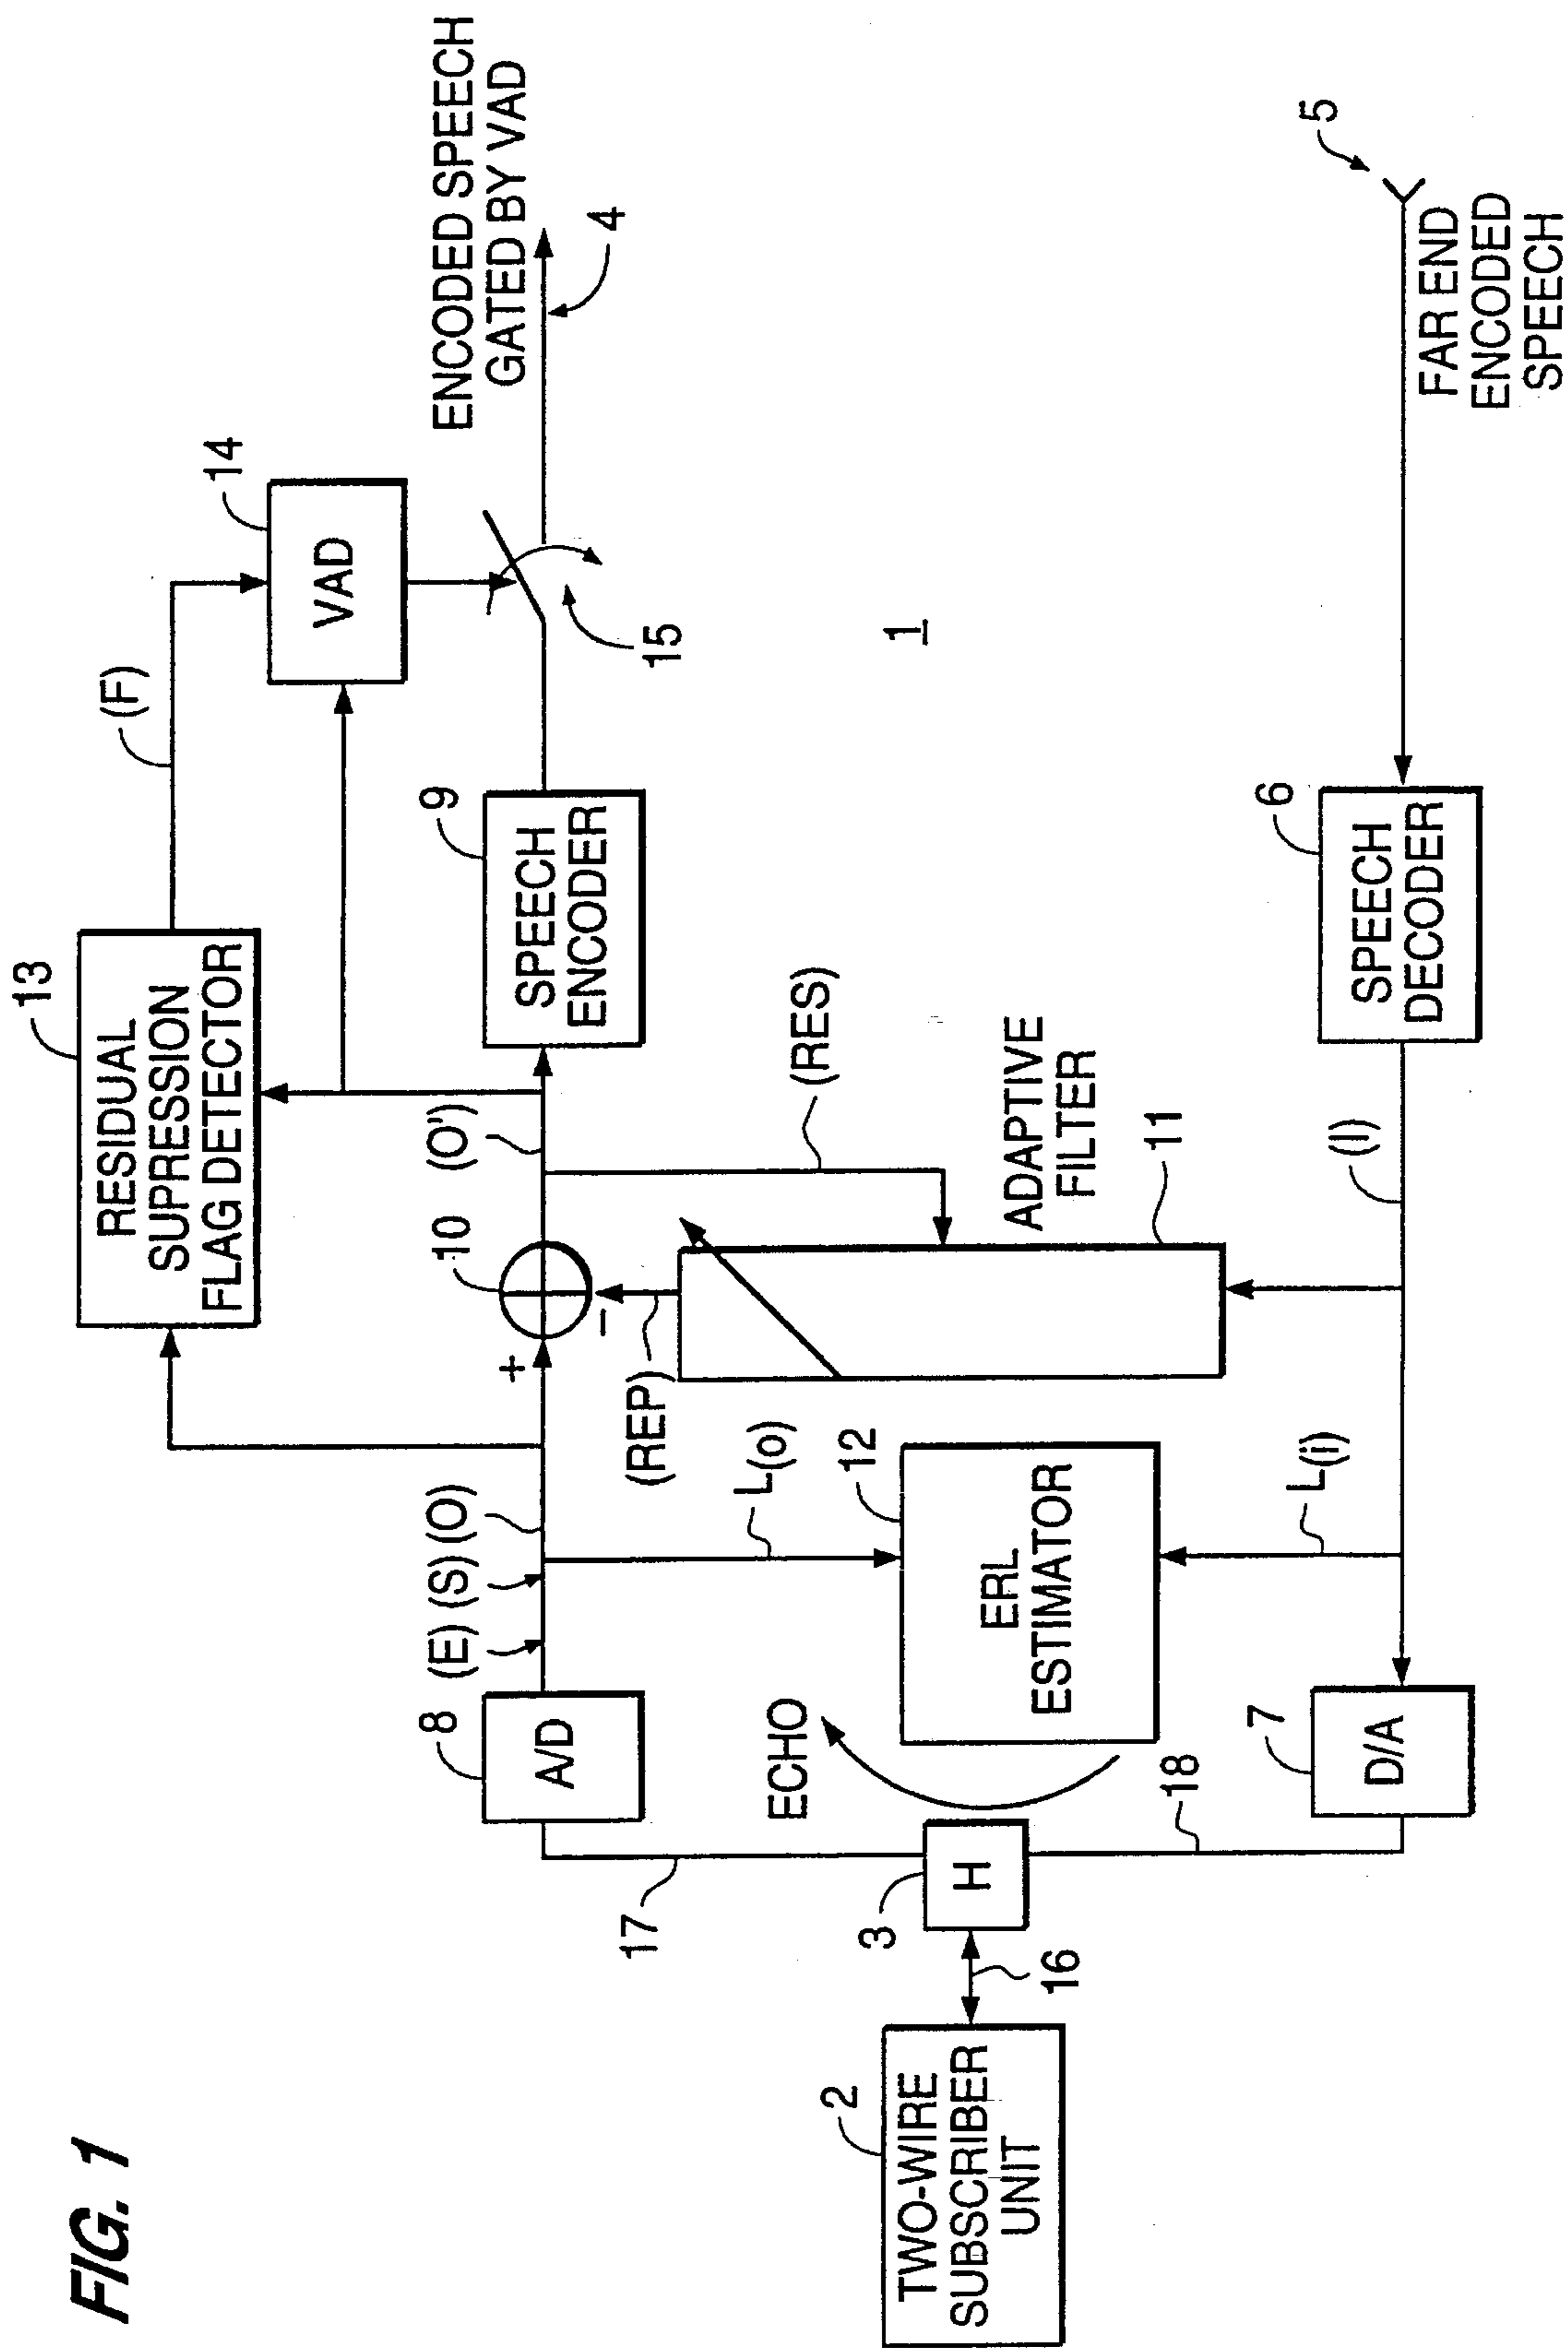 FIG. 1
13
RESIDUAL
SUPRESSION
FLAG DETECTOR
(F)
14
VAD
ENCODED SPEECH
GATED BY VAD
4
15
8
A/D
(E) (S) (O)
+
10
−
(O')
9
SPEECH
ENCODER
(REP)
(RES)
L(o)
17
ECHO
12
ERL
ESTIMATOR
ADAPTIVE
FILTER
11
1
2
TWO-WIRE
SUBSCRIBER
UNIT
16
3
H
18
7
D/A
L(i)
(I)
6
SPEECH
DECODER
5
FAR END
ENCODED
SPEECH